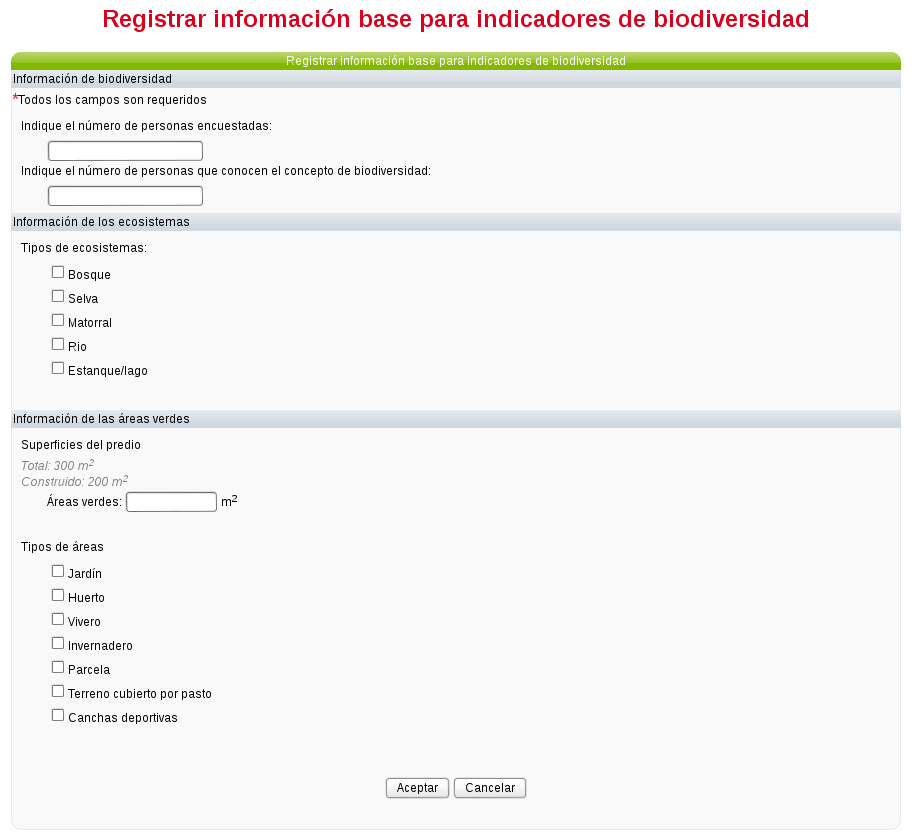 Registrar información base para indicadores de biodiversidad
Registrar información base para indicadores de biodiversidad
Información de biodiversidad
*Todos los campos son requeridos
Indique el número de personas encuestadas:
Indique el número de personas que conocen el concepto de biodiversidad:
Información de los ecosistemas
Tipos de ecosistemas:
Bosque
Selva
Matorral
Rio
Estanque/lago
Información de las áreas verdes
Superficies del predio
Total: 300 m²
Construido: 200 m²
Áreas verdes: m²
Tipos de áreas
Jardín
Huerto
Vivero
Invernadero
Parcela
Terreno cubierto por pasto
Canchas deportivas
Aceptar Cancelar